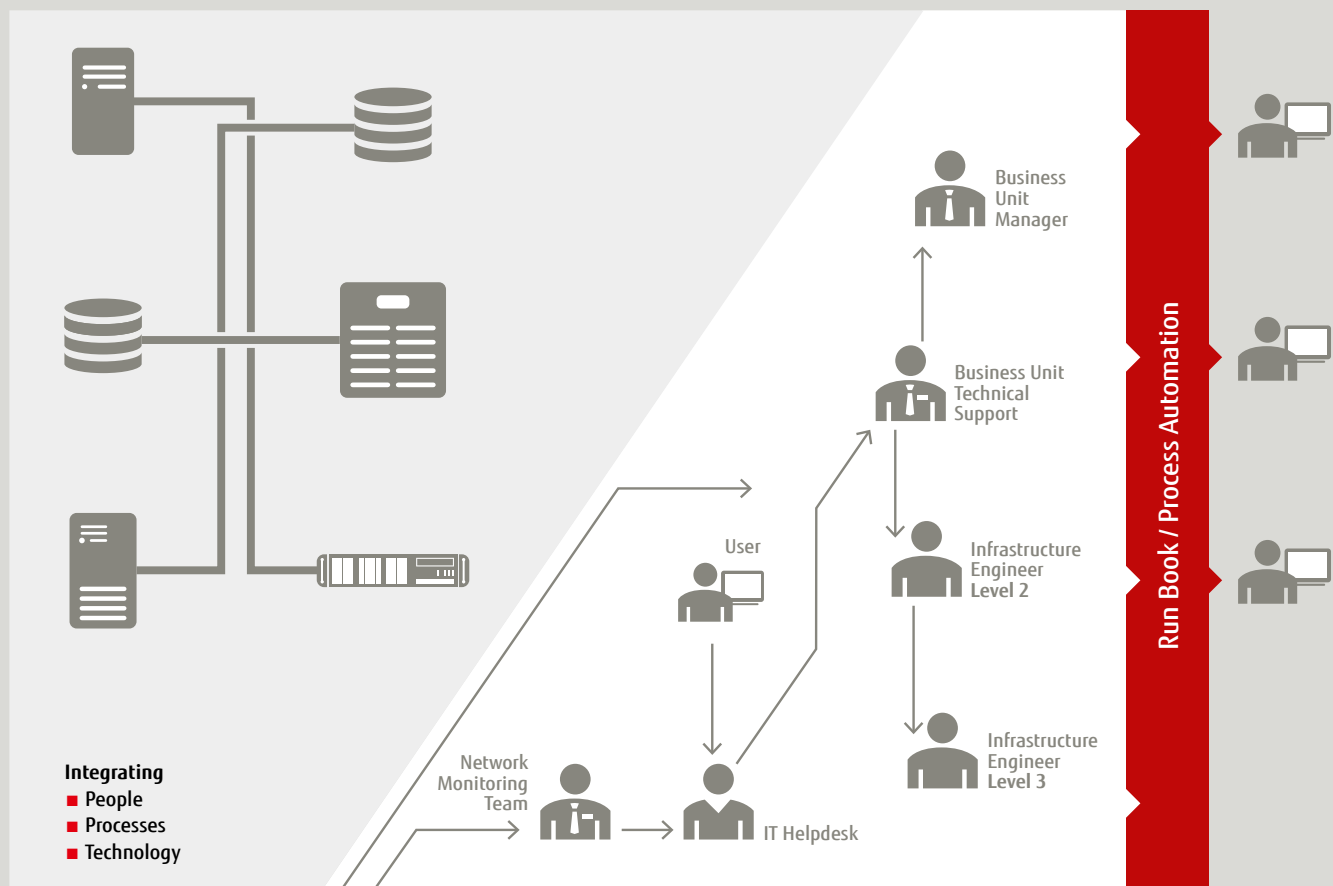 Business
Unit
Manager
Business Unit
Technical
Support
User
Infrastructure
Engineer
Level 2
Infrastructure
Engineer
Level 3
Network
Monitoring
Team
IT Helpdesk
Integrating
People
Processes
Technology
Run Book / Process Automation